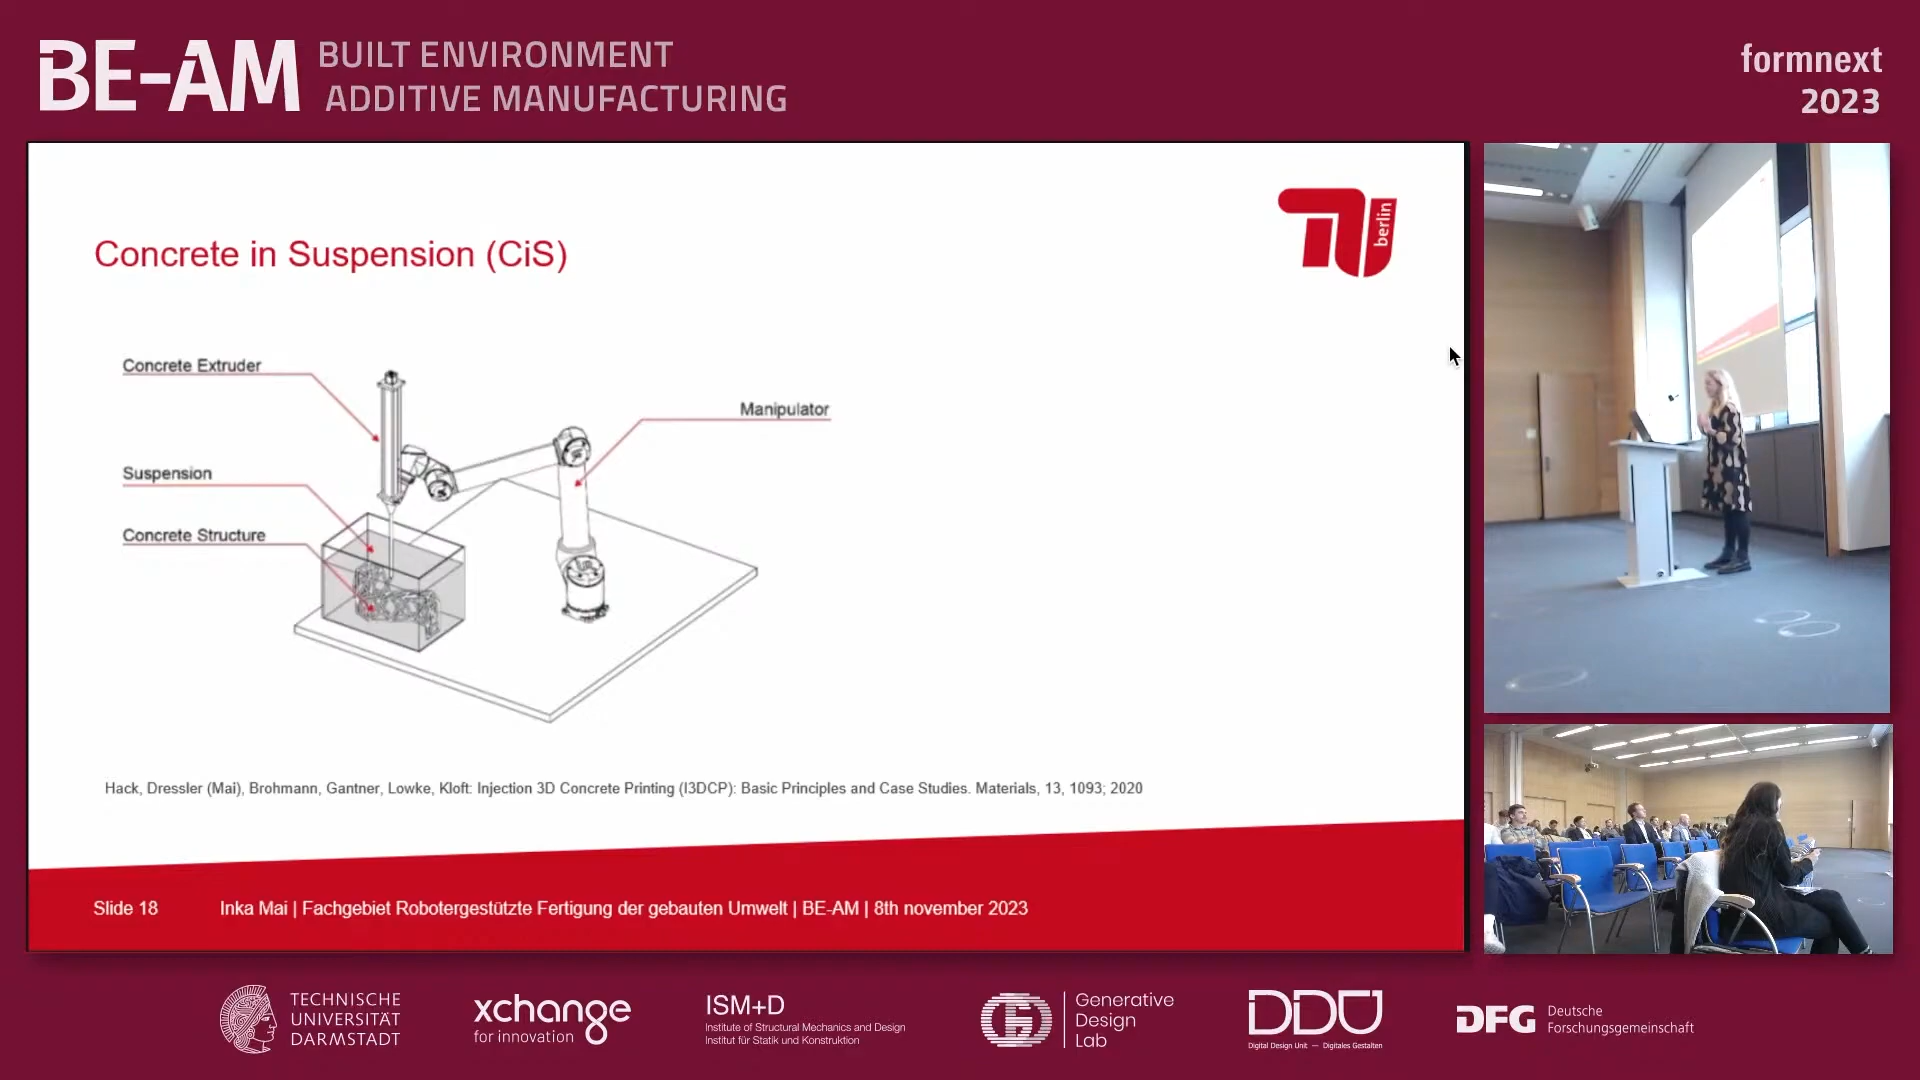 BE-AM
BUILT ENVIRONMENT
ADDITIVE MANUFACTURING
formnext
2023
Concrete in Suspension (CiS)
berlin
Concrete Extruder
Manipulator
Suspension
Concrete Structure
Hack, Dressler (Mai), Brohmann, Gantner, Lowke, Kloft: Injection 3D Concrete Printing (I3DCP): Basic Principles and Case Studies. Materials, 13, 1093; 2020
Slide 18 Inka Mai | Fachgebiet Robotergestützte Fertigung der gebauten Umwelt | BE-AM | 8th november 2023
TECHNISCHE
UNIVERSITÄT
DARMSTADT
xchange
for innovation
ISM+D
Institute of Structural Mechanics and Design
Institut für Statik und Konstruktion
Generative
Design
Lab
DDU
Digital Design Unit — Digitales Gestalten
DFG
Deutsche
Forschungsgemeinschaft